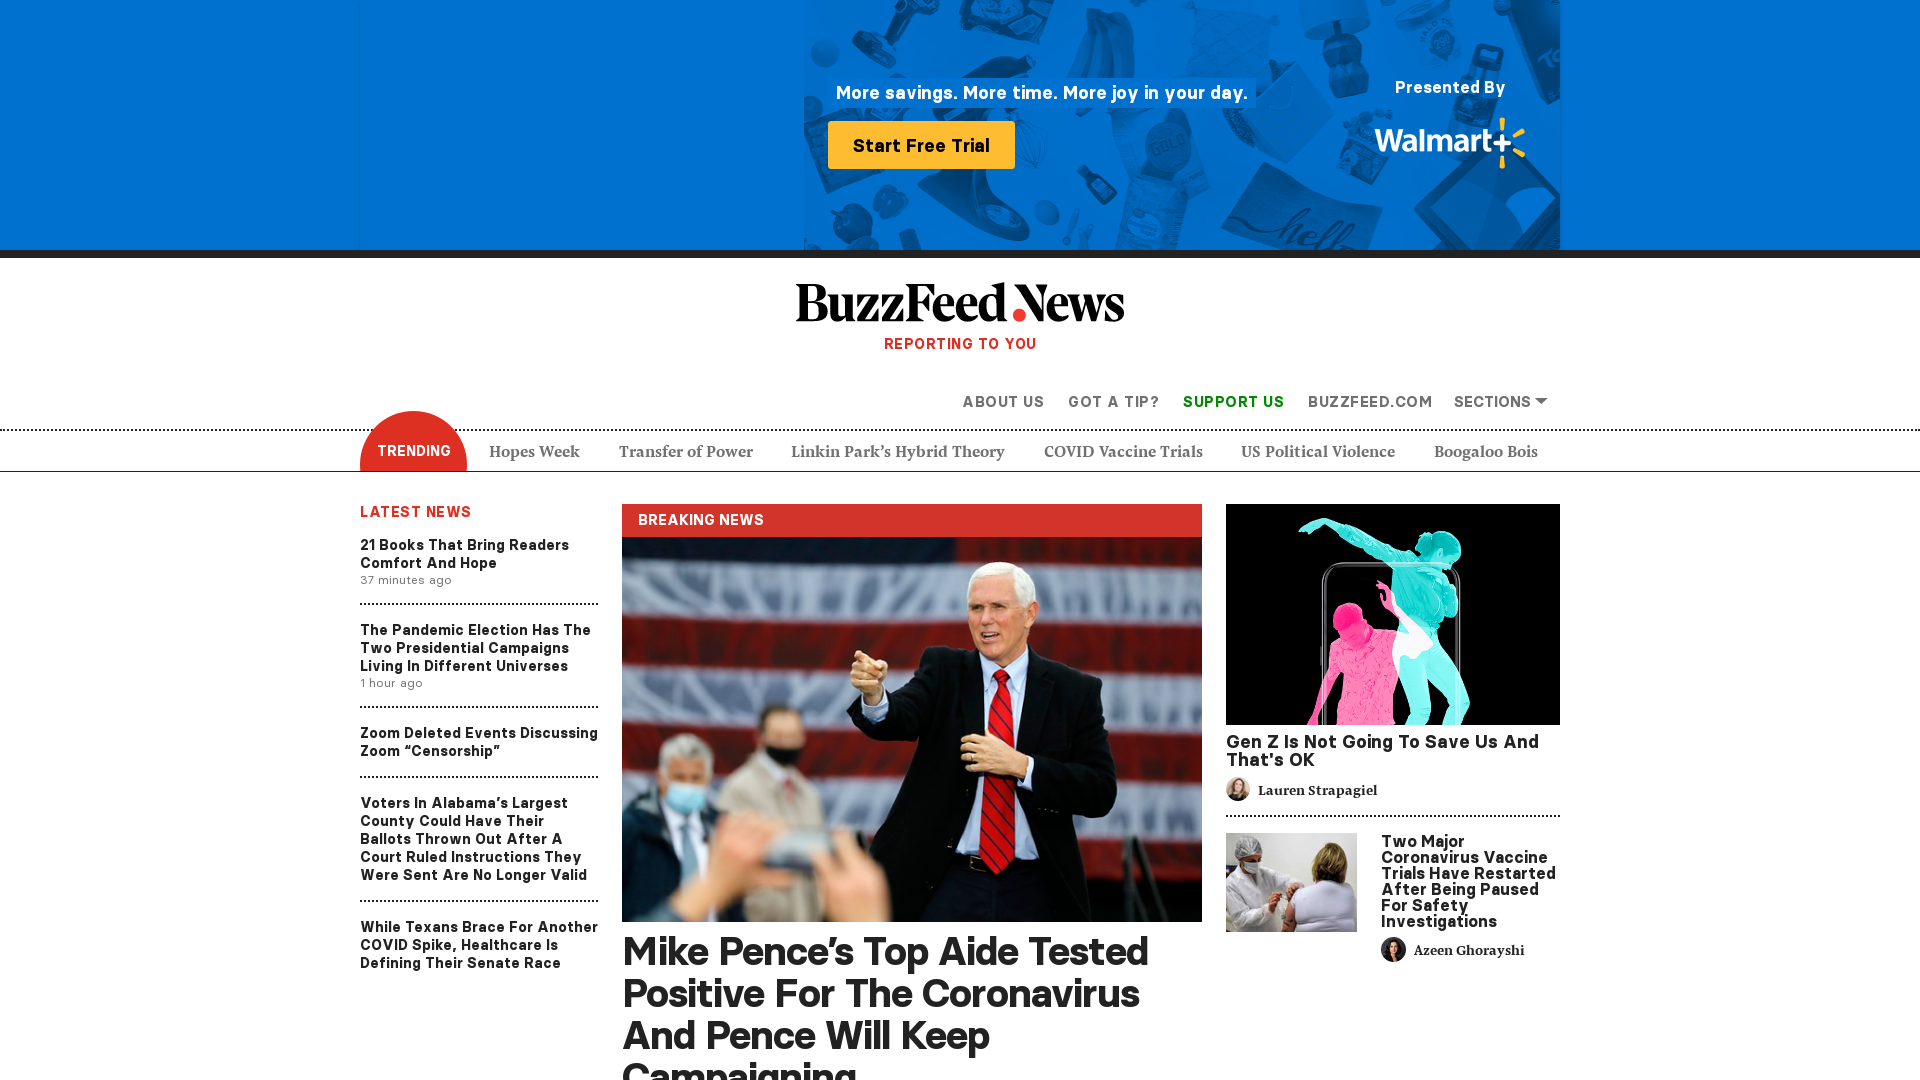 More savings. More time. More joy in your day.
Start Free Trial
Presented By
Walmart+
GOLD
hello
BuzzFeed News
REPORTING TO YOU
ABOUT US
GOT A TIP?
SUPPORT US
BUZZFEED.COM
SECTIONS
TRENDING
Hopes Week
Transfer of Power
Linkin Park’s Hybrid Theory
COVID Vaccine Trials
US Political Violence
Boogaloo Bois
LATEST NEWS
21 Books That Bring Readers
Comfort And Hope
37 minutes ago
The Pandemic Election Has The
Two Presidential Campaigns
Living In Different Universes
1 hour ago
Zoom Deleted Events Discussing
Zoom “Censorship”
Voters In Alabama’s Largest
County Could Have Their
Ballots Thrown Out After A
Court Ruled Instructions They
Were Sent Are No Longer Valid
While Texans Brace For Another
COVID Spike, Healthcare Is
Defining Their Senate Race
BREAKING NEWS
Mike Pence’s Top Aide Tested
Positive For The Coronavirus
And Pence Will Keep
Campaigning
Gen Z Is Not Going To Save Us And
That's OK
Lauren Strapagiel
Two Major
Coronavirus Vaccine
Trials Have Restarted
After Being Paused
For Safety
Investigations
Azeen Ghorayshi